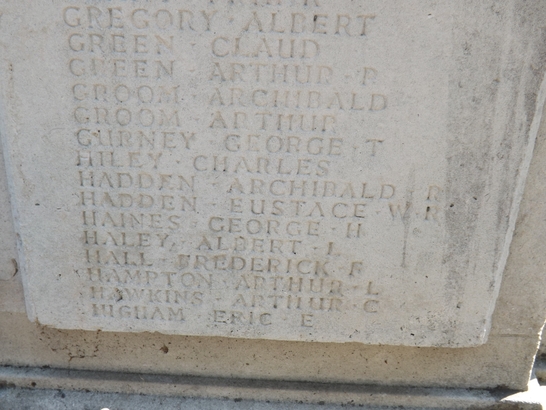 GREGORY ALBERT
GREEN CLAUD
GREEN ARTHUR
GROOM ARCHIBALD
GROOM ARTHUR
GURNEY GEORGE T
HILEY CHARLES
HADDEN ARCHIBALD R
HADDEN EUSTACE W R
HAINES GEORGE H
HALEY ALBERT L
HALL FREDERICK F
HAMPTON ARTHUR L
HAWKINS ARTHUR C
HIGHAM ERIC E